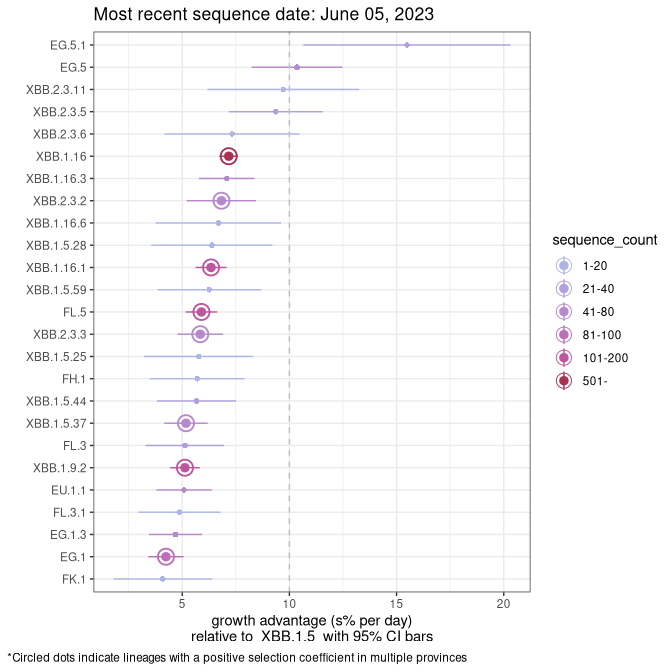 Most recent sequence date: June 05, 2023
EG.5.1
EG.5
XBB.2.3.11
XBB.2.3.5
XBB.2.3.6
XBB.1.16
XBB.1.16.3
XBB.2.3.2
XBB.1.16.6
XBB.1.5.28
XBB.1.16.1
XBB.1.5.59
FL.5
XBB.2.3.3
XBB.1.5.25
FH.1
XBB.1.5.44
XBB.1.5.37
FL.3
XBB.1.9.2
EU.1.1
FL.3.1
EG.1.3
EG.1
FK.1
5 10 15 20
growth advantage (s% per day)
relative to XBB.1.5 with 95% CI bars
sequence_count
1-20
21-40
41-80
81-100
101-200
501-
*Circled dots indicate lineages with a positive selection coefficient in multiple provinces